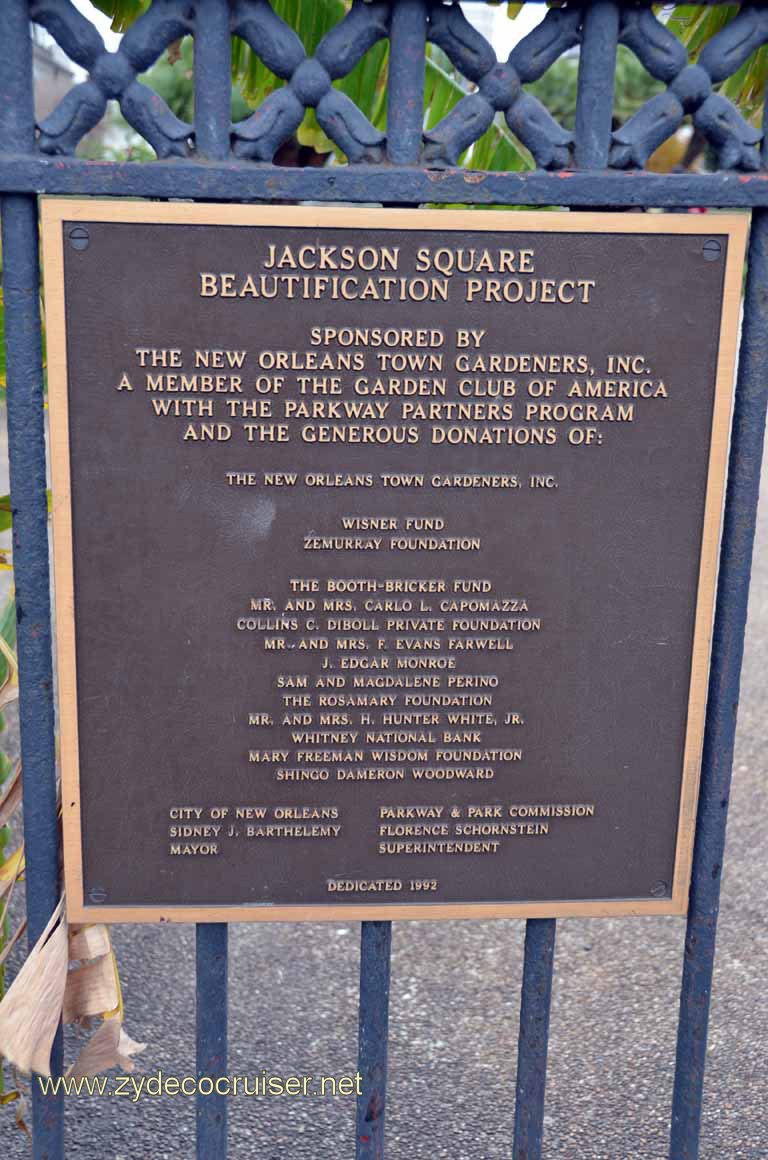 JACKSON SQUARE
BEAUTIFICATION PROJECT
SPONSORED BY
THE NEW ORLEANS TOWN GARDENERS, INC.
A MEMBER OF THE GARDEN CLUB OF AMERICA
WITH THE PARKWAY PARTNERS PROGRAM
AND THE GENEROUS DONATIONS OF:
THE NEW ORLEANS TOWN GARDENERS, INC.
WISNER FUND
ZEMURRAY FOUNDATION
THE BOOTH-BRICKER FUND
MR. AND MRS. CARLO L. CAPOMAZZA
COLLINS C. DIBOLL PRIVATE FOUNDATION
MR. AND MRS. F. EVANS FARWELL
J. EDGAR MONROE
SAM AND MAGDALENE PERINO
THE ROSAMARY FOUNDATION
MR. AND MRS. H. HUNTER WHITE, JR.
WHITNEY NATIONAL BANK
MARY FREEMAN WISDOM FOUNDATION
SHINGO DAMERON WOODWARD
CITY OF NEW ORLEANS
SIDNEY J. BARTHELEMY
MAYOR
PARKWAY & PARK COMMISSION
FLORENCE SCHORNSTEIN
SUPERINTENDENT
DEDICATED 1992
www.zydecocruiser.net